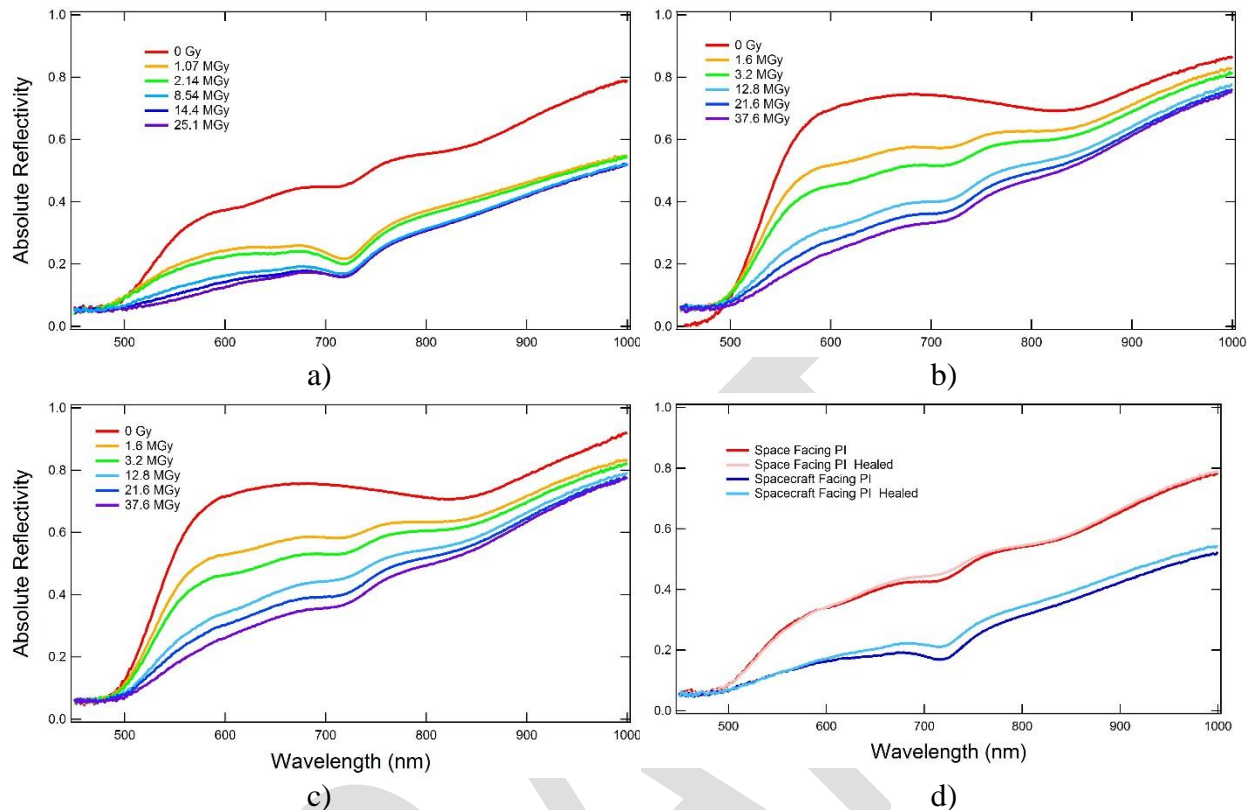 1.0
0.8
0.6
0.4
0.2
0.0
Absolute Reflectivity
0 Gy
1.07 MGy
2.14 MGy
8.54 MGy
14.4 MGy
25.1 MGy
500 600 700 800 900 1000
a)
1.0
0.8
0.6
0.4
0.2
0.0
0 Gy
1.6 MGy
3.2 MGy
12.8 MGy
21.6 MGy
37.6 MGy
500 600 700 800 900 1000
b)
1.0
0.8
0.6
0.4
0.2
0.0
Absolute Reflectivity
0 Gy
1.6 MGy
3.2 MGy
12.8 MGy
21.6 MGy
37.6 MGy
500 600 700 800 900 1000
Wavelength (nm)
c)
1.0
0.8
0.6
0.4
0.2
0.0
Space Facing PI
Space Facing PI Healed
Spacecraft Facing PI
Spacecraft Facing PI Healed
500 600 700 800 900 1000
Wavelength (nm)
d)